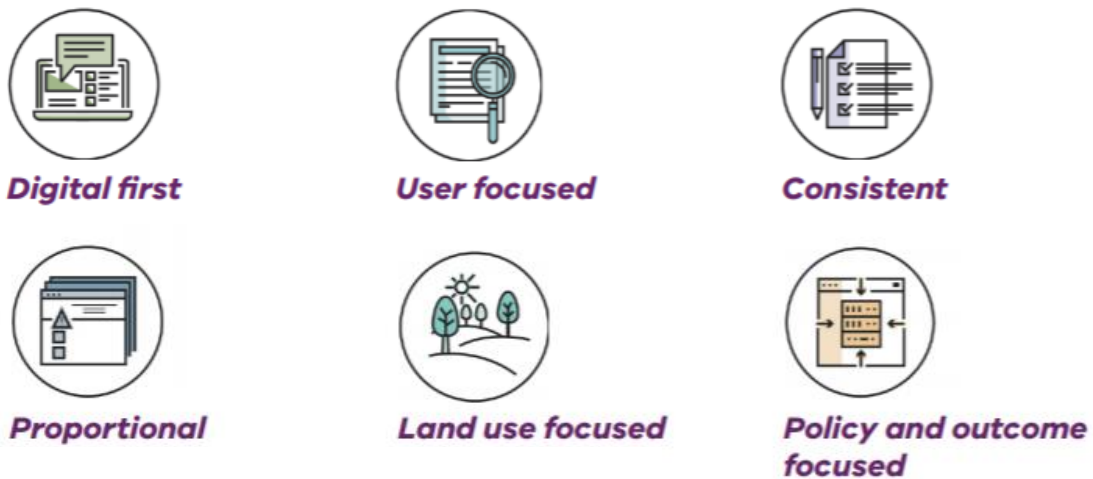 Digital first
User focused
Consistent
Proportional
Land use focused
Policy and outcome
focused